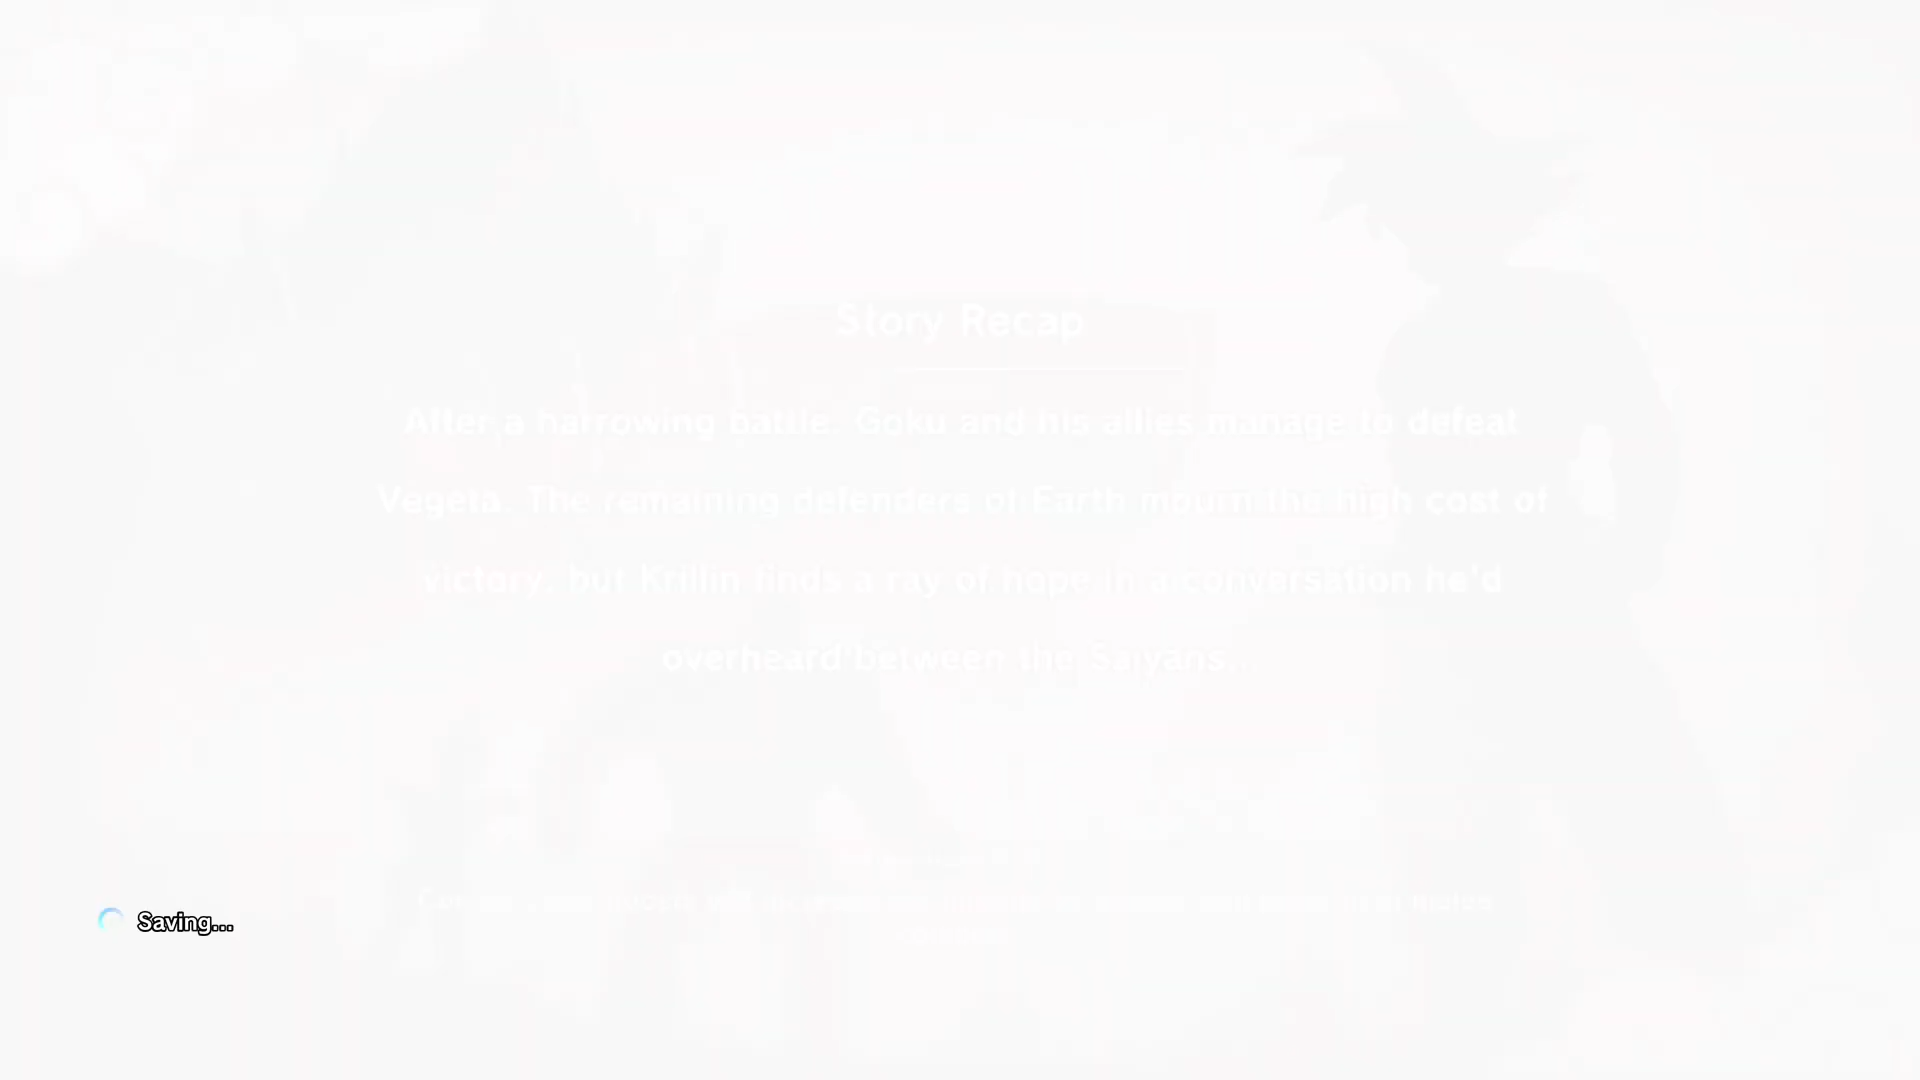 Story Recap
After a harrowing battle, Goku and his allies manage to defeat
Vegeta. The remaining defenders of Earth mourn the high cost of
victory, but Krillin finds a ray of hope in a conversation he'd
overheard between the Saiyans...
Saving...